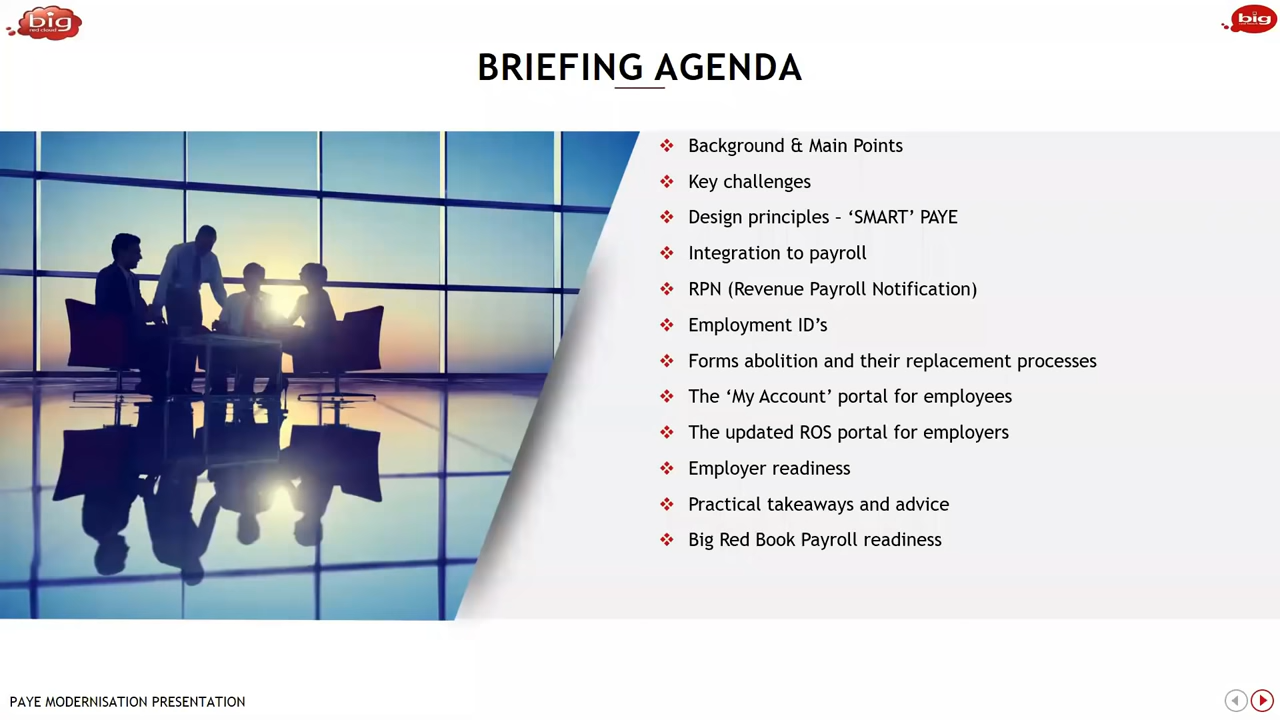 big
red cloud
big
BRIEFING AGENDA
Background & Main Points
Key challenges
Design principles – ‘SMART’ PAYE
Integration to payroll
RPN (Revenue Payroll Notification)
Employment ID’s
Forms abolition and their replacement processes
The ‘My Account’ portal for employees
The updated ROS portal for employers
Employer readiness
Practical takeaways and advice
Big Red Book Payroll readiness
PAYE MODERNISATION PRESENTATION